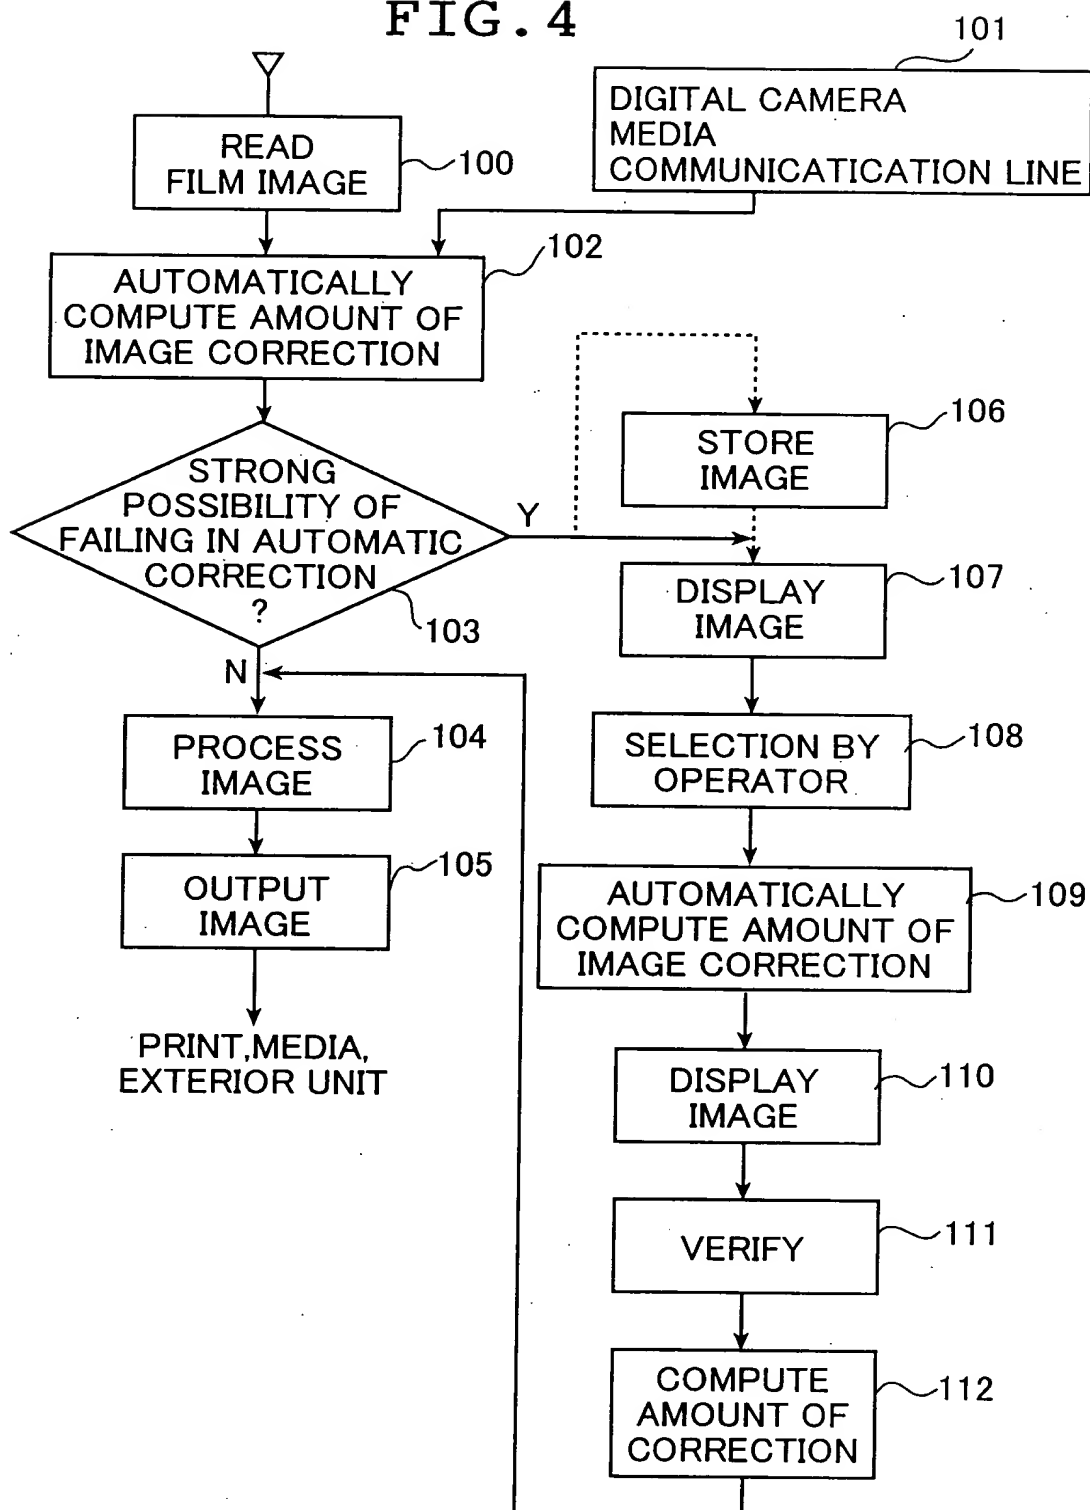 FIG.4
101
DIGITAL CAMERA
MEDIA
COMMUNICATICATION LINE
READ
FILM IMAGE
100
102
AUTOMATICALLY
COMPUTE AMOUNT OF
IMAGE CORRECTION
106
STORE
IMAGE
STRONG
POSSIBILITY OF
FAILING IN AUTOMATIC
CORRECTION
?
Y
103
107
DISPLAY
IMAGE
N
104
PROCESS
IMAGE
108
SELECTION BY
OPERATOR
105
OUTPUT
IMAGE
109
AUTOMATICALLY
COMPUTE AMOUNT OF
IMAGE CORRECTION
PRINT,MEDIA,
EXTERIOR UNIT
110
DISPLAY
IMAGE
111
VERIFY
112
COMPUTE
AMOUNT OF
CORRECTION